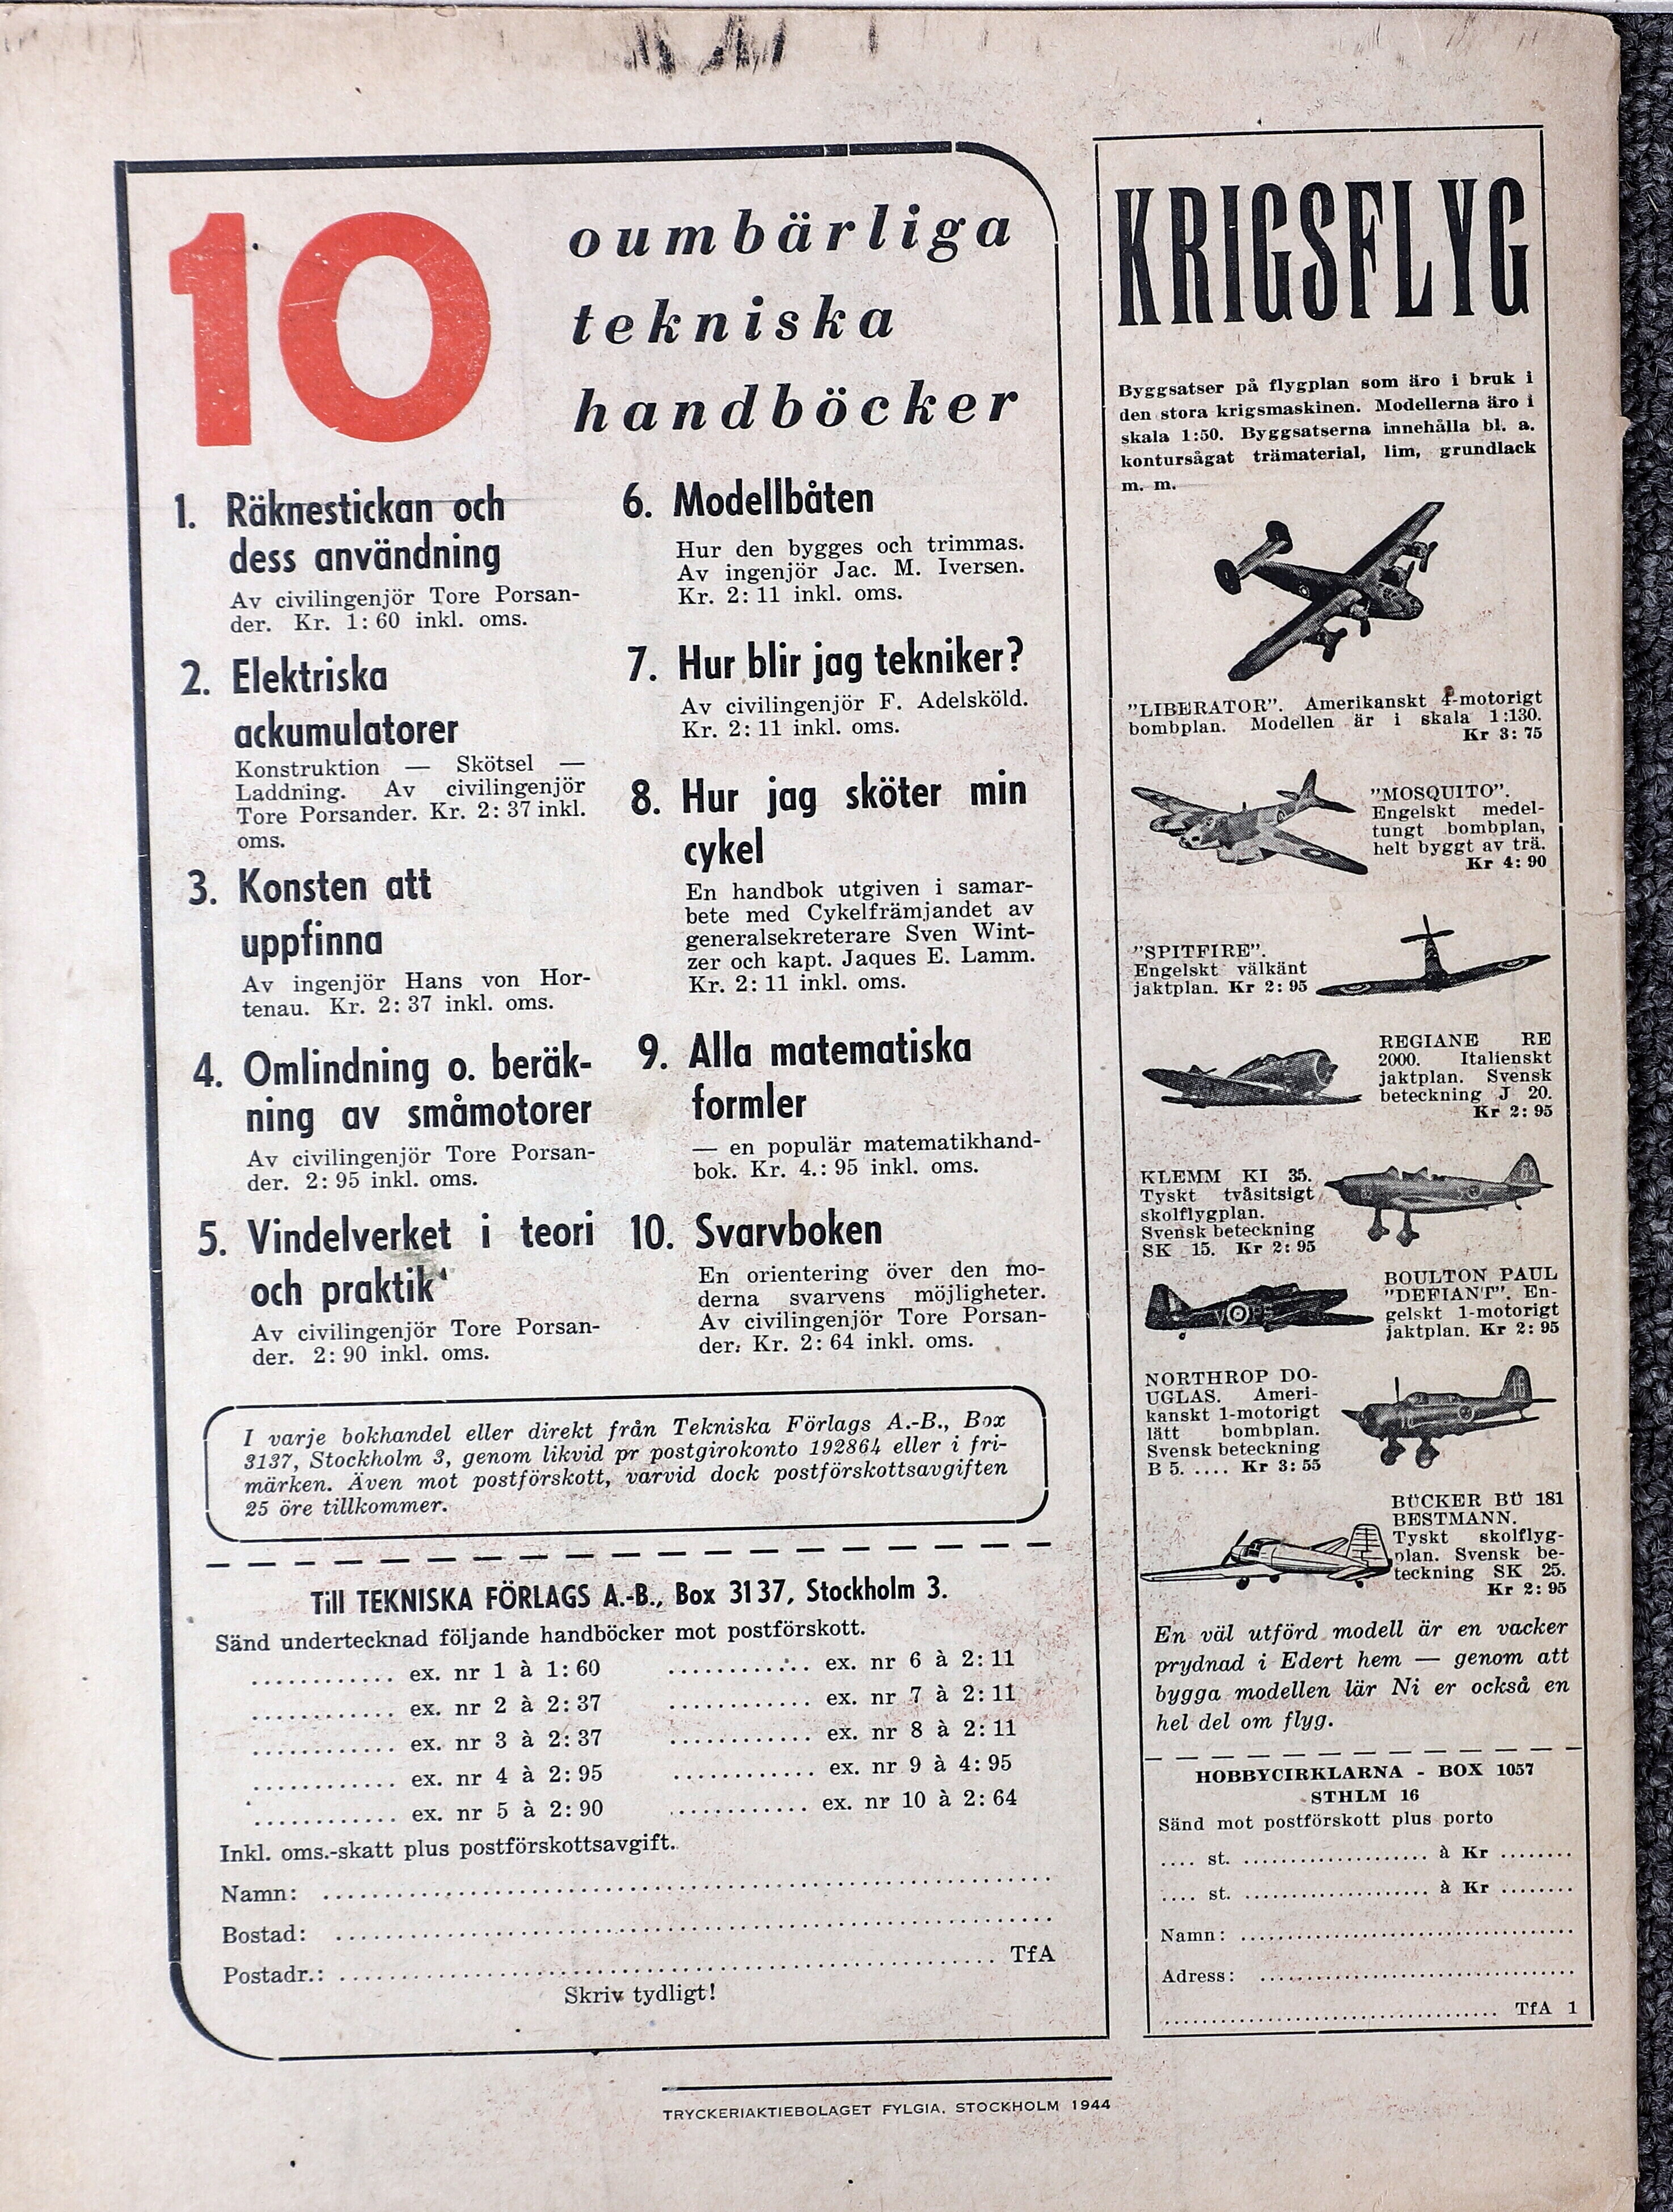 10
oumbärliga
tekniska
handböcker
1. Räknestickan och
dess användning
Av civilingenjör Tore Porsan-
der. Kr. 1:60 inkl. oms.
2. Elektriska
ackumulatorer
Konstruktion — Skötsel —
Laddning. Av civilingenjör
Tore Porsander. Kr. 2:37 inkl.
oms.
3. Konsten att
uppfinna
Av ingenjör Hans von Hor-
tenau. Kr. 2:37 inkl. oms.
4. Omlindning o. beräk-
ning av småmotorer
Av civilingenjör Tore Porsan-
der. 2:95 inkl. oms.
5. Vindelverket i teori
och praktik
Av civilingenjör Tore Porsan-
der. 2:90 inkl. oms.
6. Modellbåten
Hur den bygges och trimmas.
Av ingenjör Jac. M. Iversen.
Kr. 2:11 inkl. oms.
7. Hur blir jag tekniker?
Av civilingenjör F. Adelsköld.
Kr. 2:11 inkl. oms.
8. Hur jag sköter min
cykel
En handbok utgiven i samar-
bete med Cykelfrämjandet av
generalsekreterare Sven Wint-
zer och kapt. Jaques E. Lamm.
Kr. 2:11 inkl. oms.
9. Alla matematiska
formler
— en populär matematikhand-
bok. Kr. 4.:95 inkl. oms.
10. Svarvboken
En orientering över den mo-
derna svarvens möjligheter.
Av civilingenjör Tore Porsan-
der. Kr. 2:64 inkl. oms.
I varje bokhandel eller direkt från Tekniska Förlags A.-B., Box
3137, Stockholm 3, genom likvid pr postgirokonto 192864 eller i fri-
märken. Även mot postförskott, varvid dock postförskottsavgiften
25 öre tillkommer.
Till TEKNISKA FÖRLAGS A.-B., Box 3137, Stockholm 3.
Sänd undertecknad följande handböcker mot postförskott.
............ ex. nr 1 à 1:60
............ ex. nr 2 à 2:37
............ ex. nr 3 à 2:37
............ ex. nr 4 à 2:95
............ ex. nr 5 à 2:90
............ ex. nr 6 à 2:11
............ ex. nr 7 à 2:11
............ ex. nr 8 à 2:11
............ ex. nr 9 à 4:95
............ ex. nr 10 à 2:64
Inkl. oms.-skatt plus postförskottsavgift.
Namn: ............
Bostad: ............
Postadr.: ............ TfA
Skriv tydligt!
KRIGSFLYG
Byggsatser på flygplan som äro i bruk i
den stora krigsmaskinen. Modellerna äro i
skala 1:50. Byggsatserna innehålla bl. a.
kontursågat trämaterial, lim, grundlack
m. m.
"LIBERATOR". Amerikanskt 4-motorigt
bombplan. Modellen är i skala 1:130.
Kr 3:75
"MOSQUITO".
Engelskt medel-
tungt bombplan,
helt byggt av trä.
Kr 4:90
"SPITFIRE".
Engelskt välkänt
jaktplan. Kr 2:95
REGIANE RE
2000. Italienskt
jaktplan. Svensk
beteckning J 20.
Kr 2:95
KLEMM KI 35.
Tyskt tvåsitsigt
skolflygplan.
Svensk beteckning
SK 15. Kr 2:95
BOULTON PAUL
"DEFIANT". En-
gelskt 1-motorigt
jaktplan. Kr 2:95
NORTHROP DO-
UGLAS. Ameri-
kanskt 1-motorigt
lätt bombplan.
Svensk beteckning
B 5. .... Kr 3:55
BÜCKER BÜ 181
BESTMANN.
Tyskt skolflyg-
plan. Svensk be-
teckning SK 25.
Kr 2:95
En väl utförd modell är en vacker
prydnad i Edert hem — genom att
bygga modellen lär Ni er också en
hel del om flyg.
HOBBYCIRKLARNA - BOX 1057
STHLM 16
Sänd mot postförskott plus porto
.... st. ............ à Kr ........
.... st. ............ à Kr ........
Namn: ............
Adress: ............
............ TfA 1
TRYCKERIAKTIEBOLAGET FYLGIA, STOCKHOLM 1944